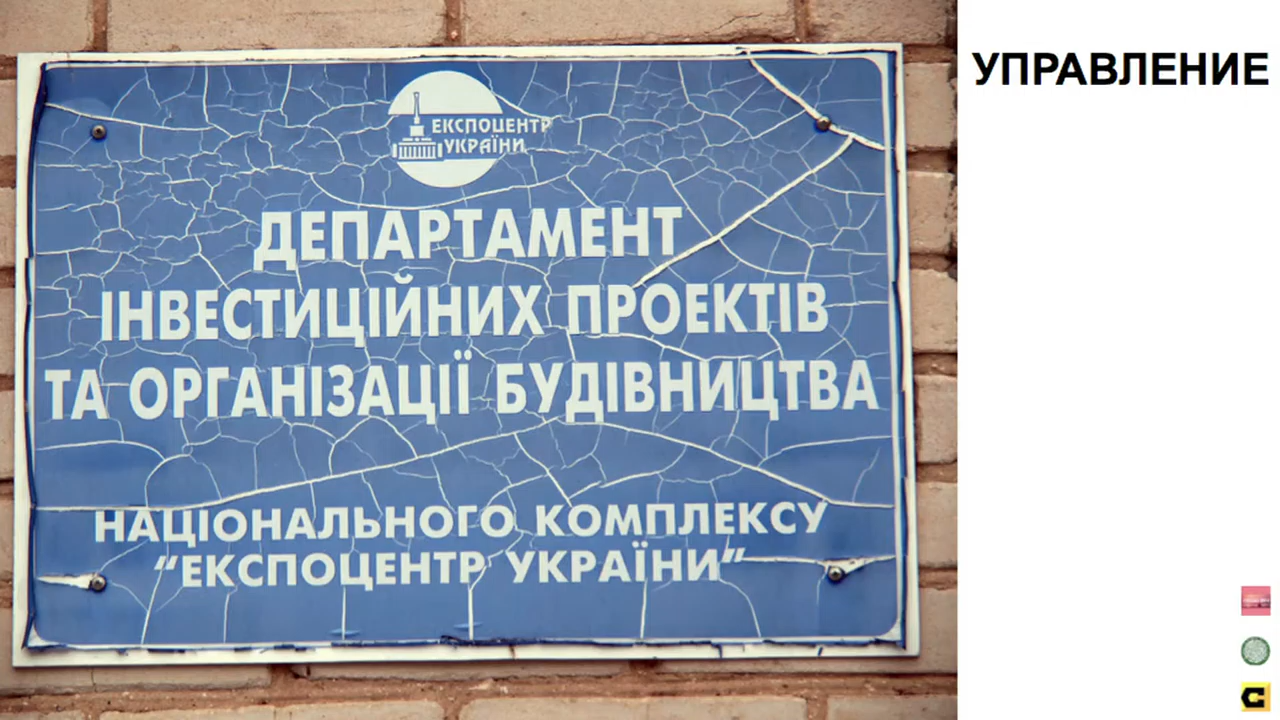 УПРАВЛЕНИЕ
ЕКСПОЦЕНТР
УКРАЇНИ
ДЕПАРТАМЕНТ
ІНВЕСТИЦІЙНИХ ПРОЕКТІВ
ТА ОРГАНІЗАЦІЇ БУДІВНИЦТВА
НАЦІОНАЛЬНОГО КОМПЛЕКСУ
“ЕКСПОЦЕНТР УКРАЇНИ”